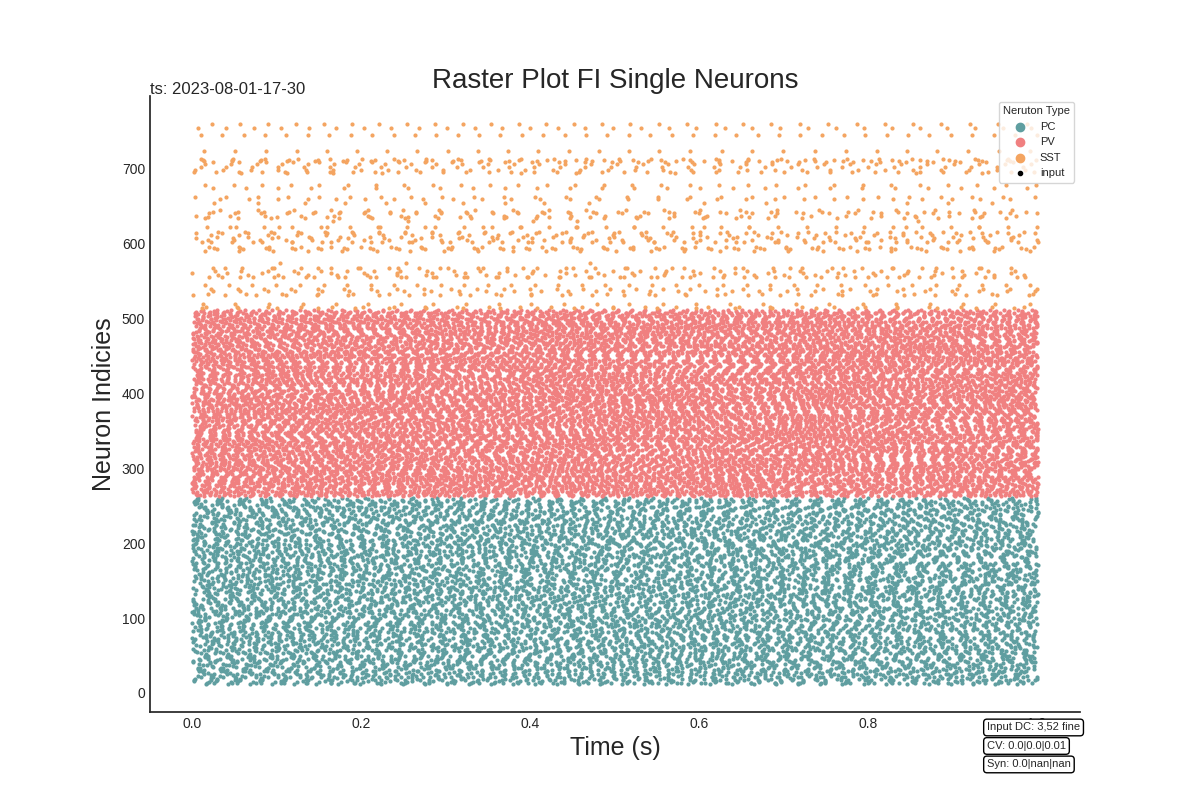 Raster Plot FI Single Neurons
ts: 2023-08-01-17-30
Neruton Type
PC
PV
SST
input
Neuron Indicies
700
600
500
400
300
200
100
0
0.0
0.2
0.4
0.6
0.8
Time (s)
Input DC: 3,52 fine
CV: 0.0|0.0|0.01
Syn: 0.0|nan|nan